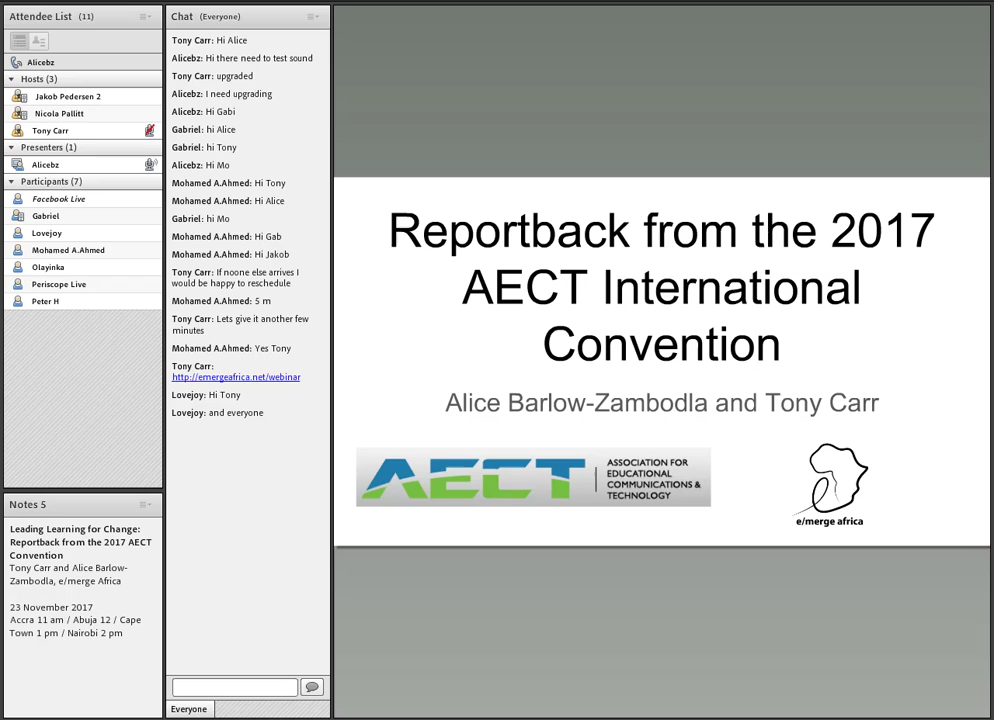 Attendee List (11)
Alicebz
Hosts (3)
Jakob Pedersen 2
Nicola Pallitt
Tony Carr
Presenters (1)
Alicebz
Participants (7)
Facebook Live
Gabriel
Lovejoy
Mohamed A.Ahmed
Olayinka
Periscope Live
Peter H
Notes 5
Leading Learning for Change:
Reportback from the 2017 AECT
Convention
Tony Carr and Alice Barlow-
Zambodla, e/merge Africa
23 November 2017
Accra 11 am / Abuja 12 / Cape
Town 1 pm / Nairobi 2 pm
Chat (Everyone)
Tony Carr: Hi Alice
Alicebz: Hi there need to test sound
Tony Carr: upgraded
Alicebz: I need upgrading
Alicebz: Hi Gabi
Gabriel: hi Alice
Gabriel: hi Tony
Alicebz: Hi Mo
Mohamed A.Ahmed: Hi Tony
Mohamed A.Ahmed: Hi Alice
Gabriel: hi Mo
Mohamed A.Ahmed: Hi Gab
Mohamed A.Ahmed: Hi Jakob
Tony Carr: If noone else arrives I
would be happy to reschedule
Mohamed A.Ahmed: 5 m
Tony Carr: Lets give it another few
minutes
Mohamed A.Ahmed: Yes Tony
Tony Carr:
http://emergeafrica.net/webinar
Lovejoy: Hi Tony
Lovejoy: and everyone
Everyone
Reportback from the 2017
AECT International
Convention
Alice Barlow-Zambodla and Tony Carr
AECT
ASSOCIATION FOR
EDUCATIONAL
COMMUNICATIONS &
TECHNOLOGY
e/merge africa